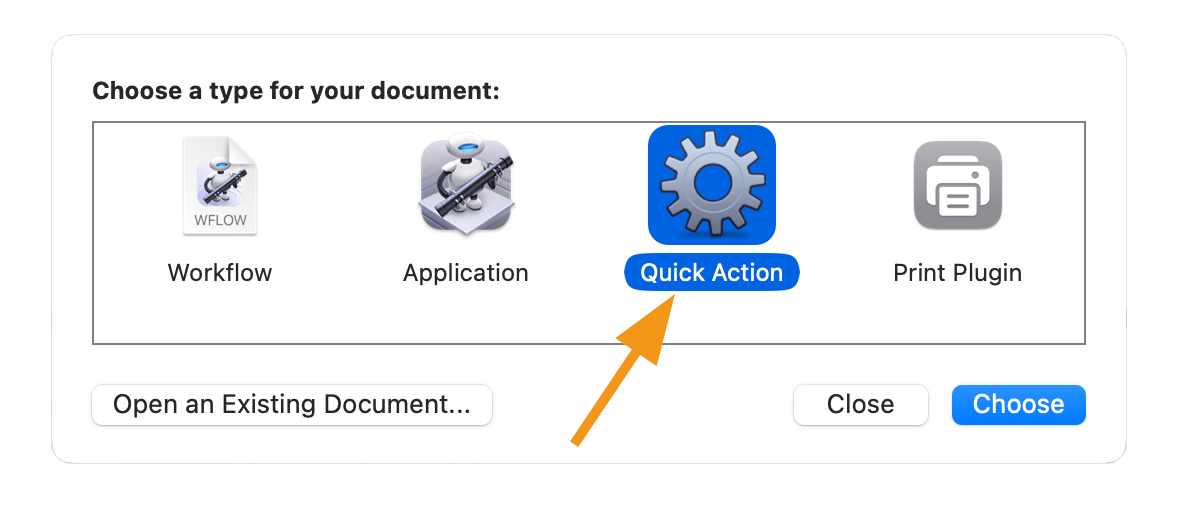 Choose a type for your document:
WFLOW
Workflow
Application
Quick Action
Print Plugin
Open an Existing Document...
Close
Choose